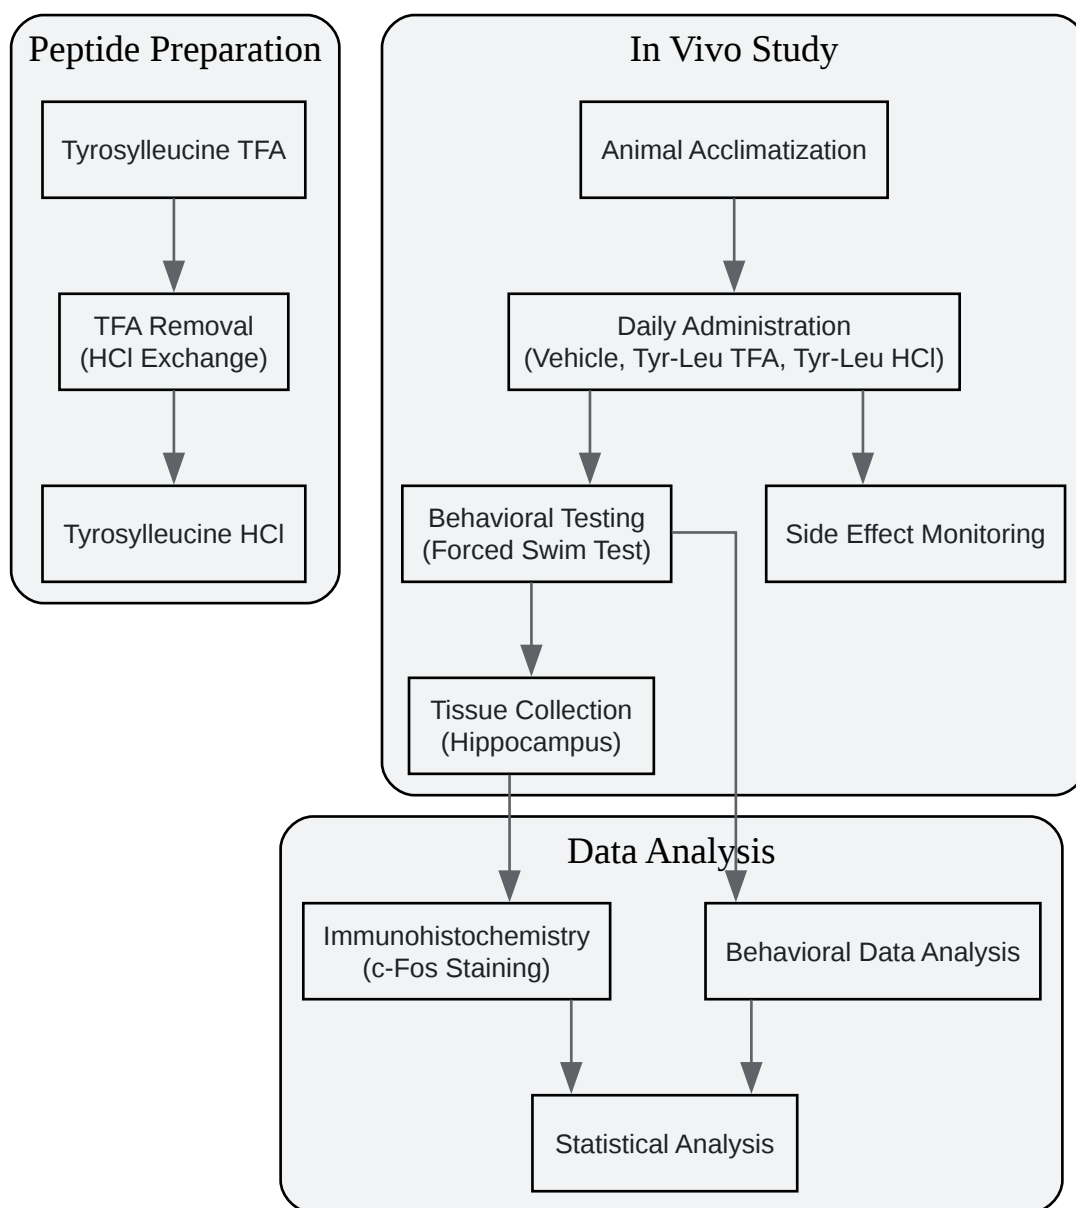 Peptide Preparation
Tyrosylleucine TFA
TFA Removal
(HCl Exchange)
Tyrosylleucine HCl
In Vivo Study
Animal Acclimatization
Daily Administration
(Vehicle, Tyr-Leu TFA, Tyr-Leu HCl)
Behavioral Testing
(Forced Swim Test)
Side Effect Monitoring
Tissue Collection
(Hippocampus)
Data Analysis
Immunohistochemistry
(c-Fos Staining)
Behavioral Data Analysis
Statistical Analysis